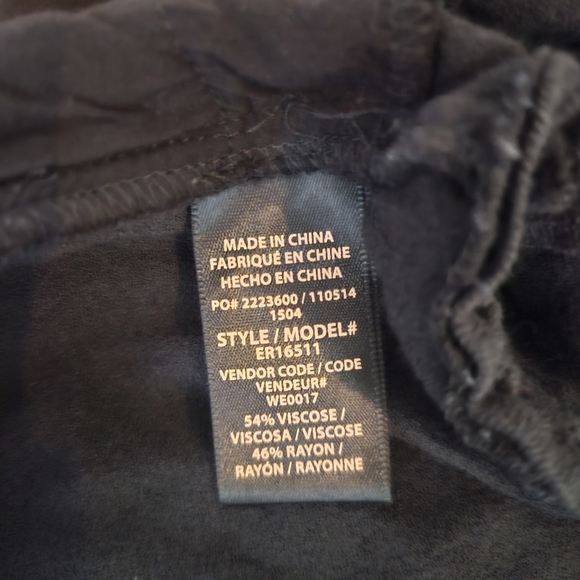 MADE IN CHINA
FABRIQUÉ EN CHINE
HECHO EN CHINA
PO# 2223600 / 110514
1504
STYLE / MODEL#
ER16511
VENDOR CODE / CODE
VENDEUR#
WE0017
54% VISCOSE /
VISCOSA / VISCOSE
46% RAYON /
RAYÓN / RAYONNE